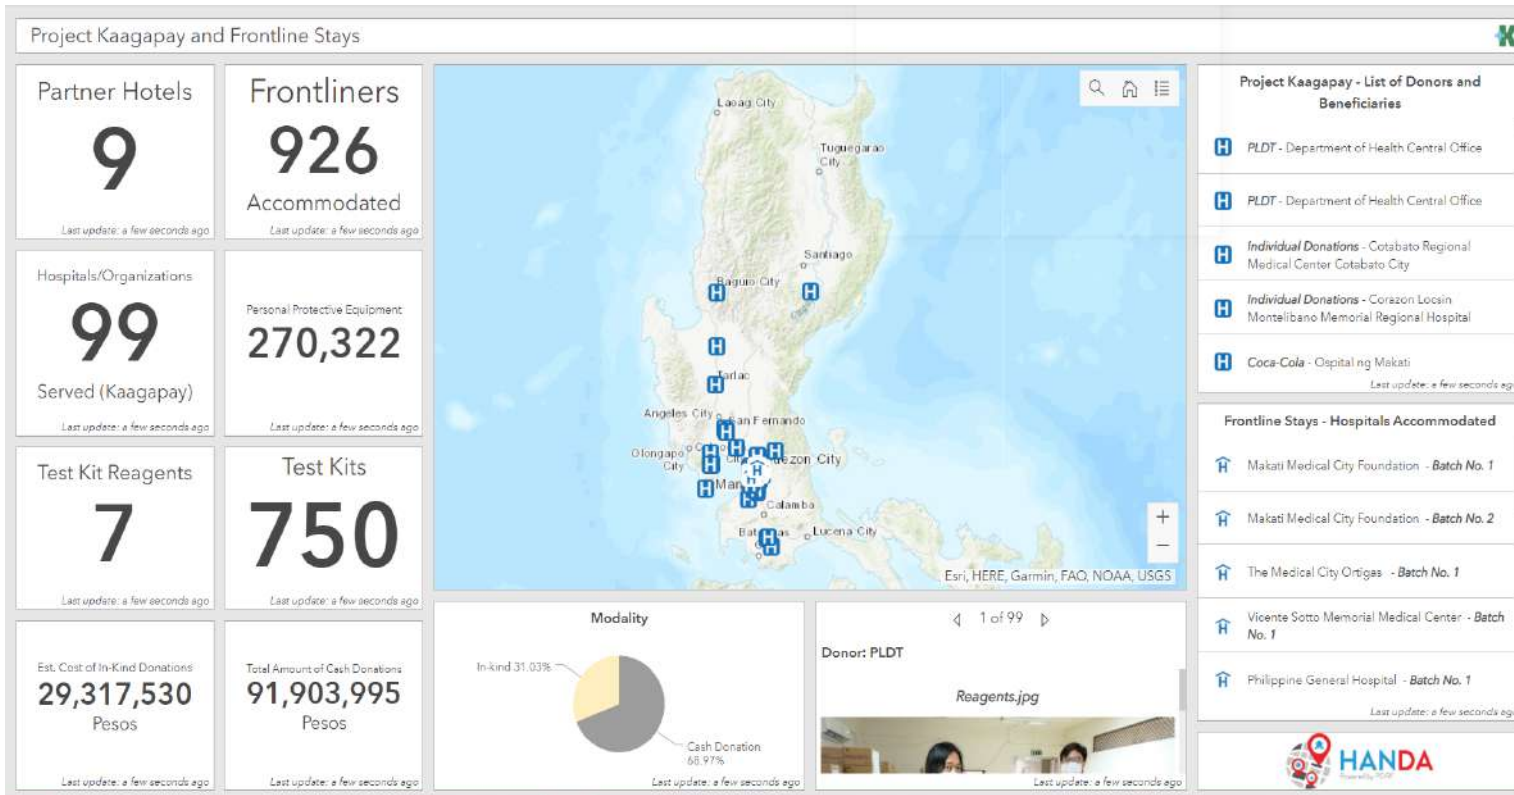 Project Kaagapay and Frontline Stays
Partner Hotels
9
Last update: a few seconds ago
Frontliners
926
Accommodated
Last update: a few seconds ago
Hospitals/Organizations
99
Served (Kaagapay)
Last update: a few seconds ago
Personal Protective Equipment
270,322
Last update: a few seconds ago
Test Kit Reagents
7
Last update: a few seconds ago
Test Kits
750
Last update: a few seconds ago
Est. Cost of In-Kind Donations
29,317,530
Pesos
Last update: a few seconds ago
Total Amount of Cash Donations
91,903,995
Pesos
Last update: a few seconds ago
Laoag City
Tuguegarao
City
Santiago
Baguio City
Tarlac
Angeles City
San Fernando
Olongapo
City
Calamba
Lucena City
+
−
Esri, HERE, Garmin, FAO, NOAA, USGS
Modality
In-kind 31.03%
Cash Donation
68.97%
Last update: a few seconds ago
1 of 99
Donor: PLDT
Reagents.jpg
Last update: a few seconds ago
K
Project Kaagapay - List of Donors and
Beneficiaries
H PLDT - Department of Health Central Office
H PLDT - Department of Health Central Office
H Individual Donations - Cotabato Regional
Medical Center Cotabato City
H Individual Donations - Corazon Locsin
Montelibano Memorial Regional Hospital
H Coca-Cola - Ospital ng Makati
Last update: a few seconds ago
Frontline Stays - Hospitals Accommodated
H Makati Medical City Foundation - Batch No. 1
H Makati Medical City Foundation - Batch No. 2
H The Medical City Ortigas - Batch No. 1
H Vicente Sotto Memorial Medical Center - Batch
No. 1
H Philippine General Hospital - Batch No. 1
Last update: a few seconds ago
HANDA